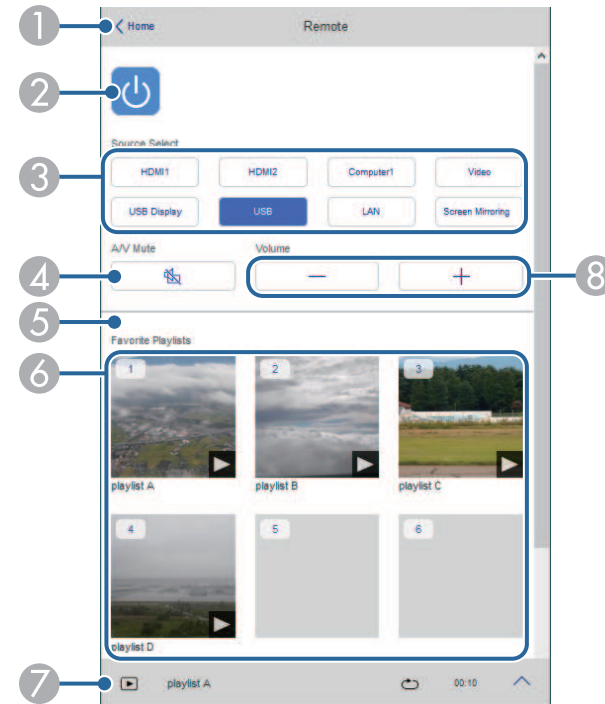 1
Home
Remote
2
Source Select
3
HDMI1
HDMI2
Computer1
Video
USB Display
USB
LAN
Screen Mirroring
A/V Mute
Volume
4
8
5
Favorite Playlists
6
1
2
3
playlist A
playlist B
playlist C
4
5
6
playlist D
7
playlist A
00:10